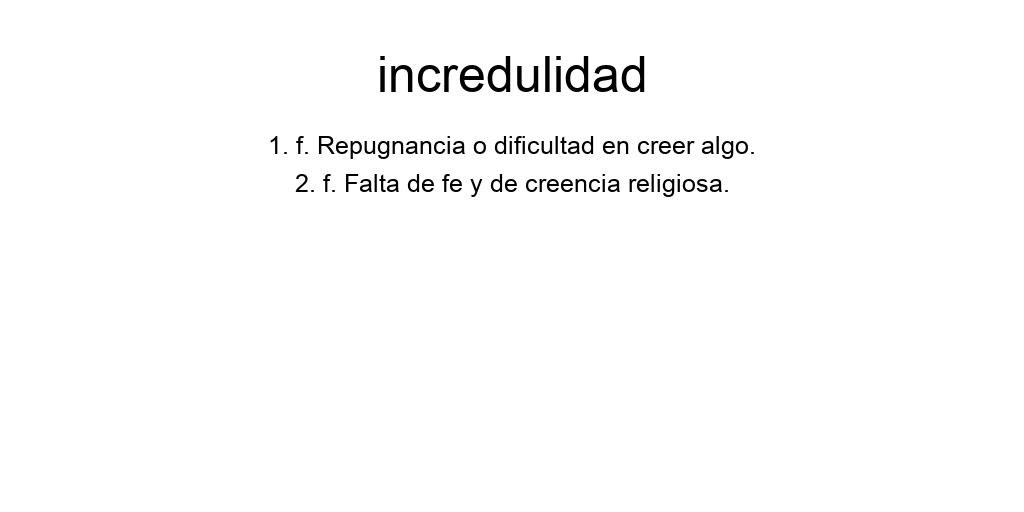 incredulidad
1. f. Repugnancia o dificultad en creer algo.
2. f. Falta de fe y de creencia religiosa.